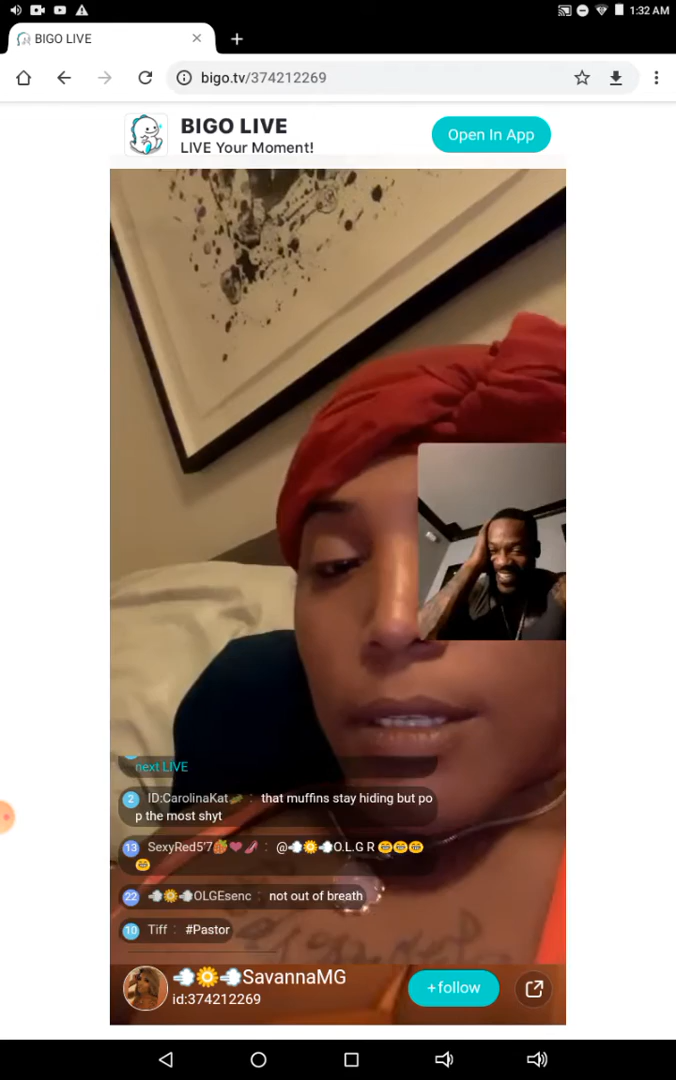 1:32 AM
BIGO LIVE
bigo.tv/374212269
BIGO LIVE
LIVE Your Moment!
Open In App
next LIVE
2 ID:CarolinaKat🥒 : that muffins stay hiding but po
p the most shyt
13 SexyRed5'7🍓❤👠 : @💨🌞💨O.L.G R 😂😂😂
😂
22 💨🌞💨OLGEsenc : not out of breath
10 Tiff : #Pastor
💨🌞💨SavannaMG
id:374212269
+follow